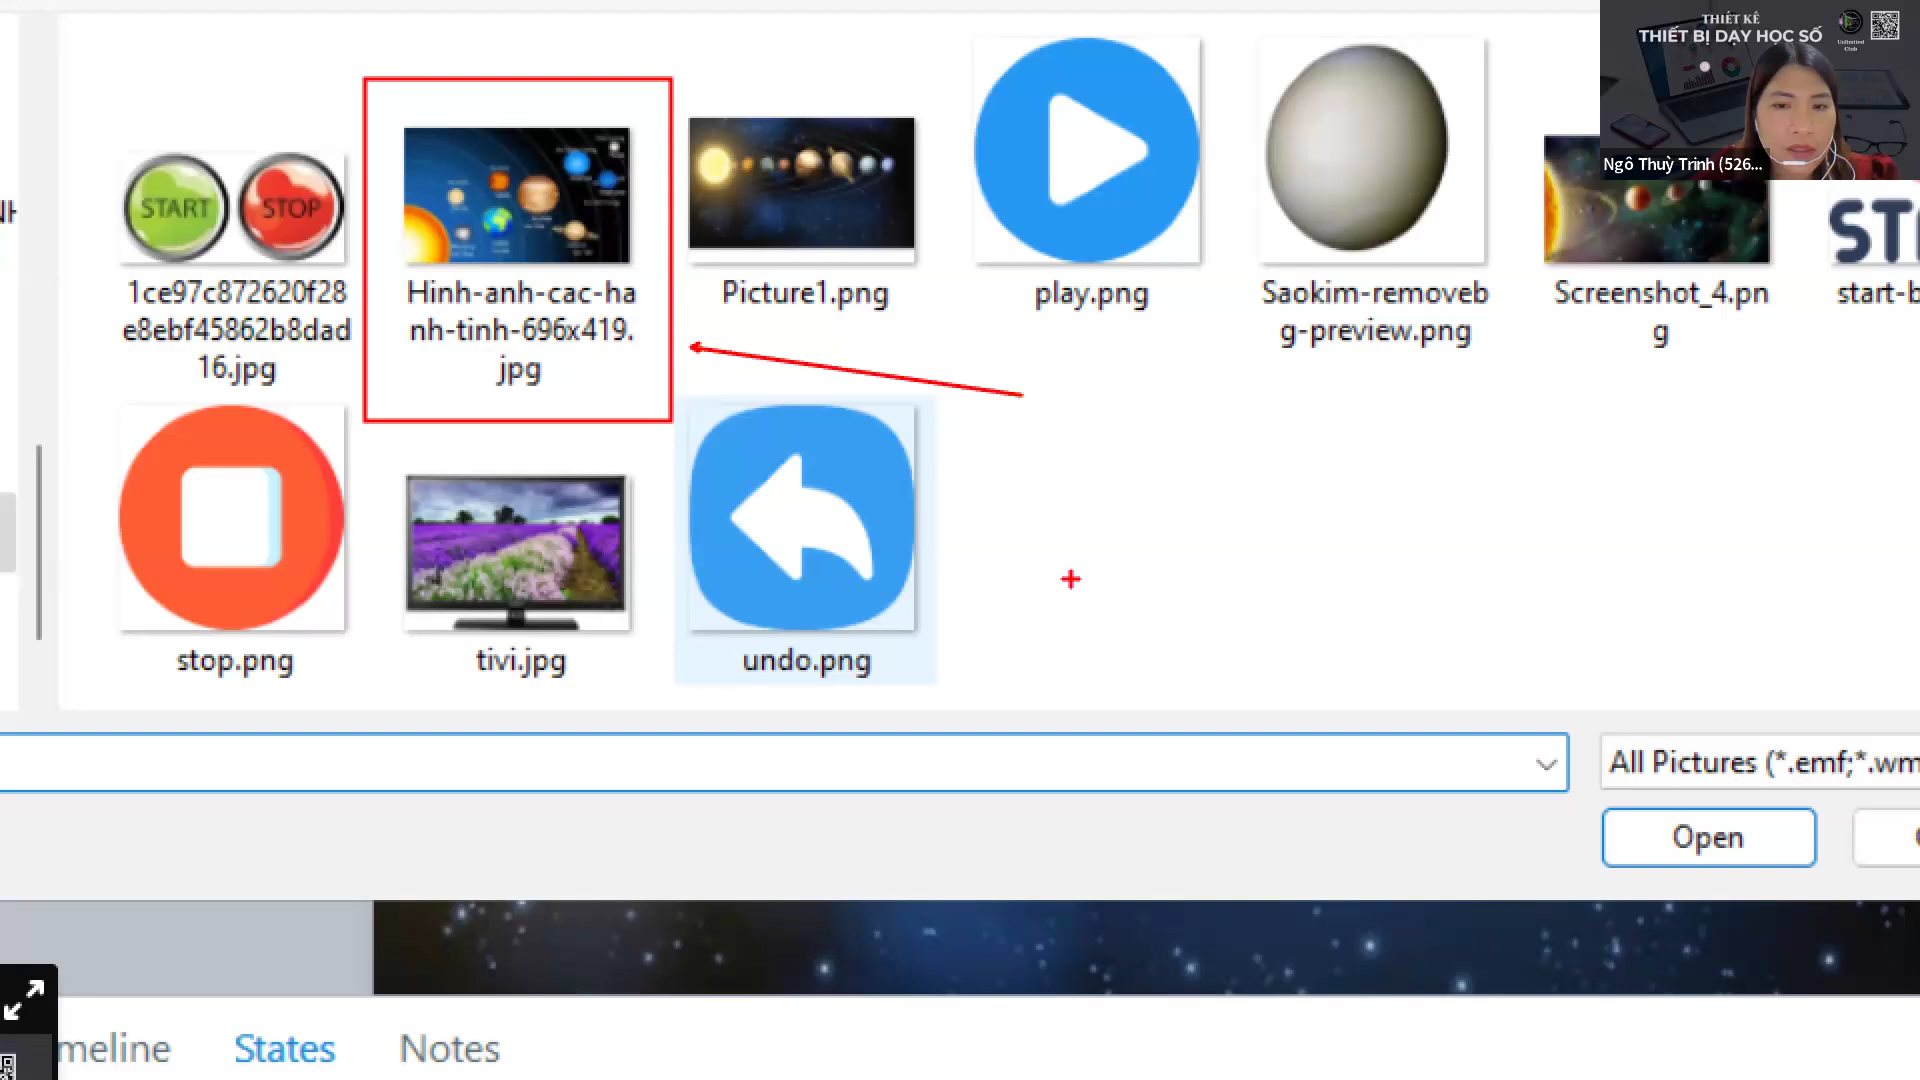 THIẾT KẾ
THIẾT BỊ DẠY HỌC SỐ
Unlimited
Club
Ngô Thuỳ Trinh (526...
START
STOP
1ce97c872620f28
e8ebf45862b8dad
16.jpg
Hinh-anh-cac-ha
nh-tinh-696x419.
jpg
Picture1.png
play.png
Saokim-removeb
g-preview.png
Screenshot_4.pn
g
start-b
stop.png
tivi.jpg
undo.png
All Pictures (*.emf;*.wm
Open
meline
States
Notes